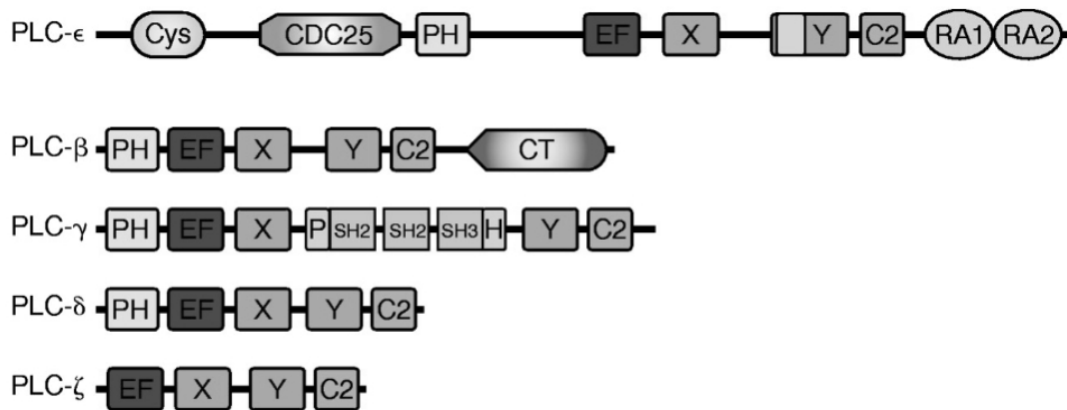 PLC-ϵ Cys CDC25 PH EF X Y C2 RA1 RA2
PLC-β PH EF X Y C2 CT
PLC-γ PH EF X P SH2 SH2 SH3 H Y C2
PLC-δ PH EF X Y C2
PLC-ζ EF X Y C2